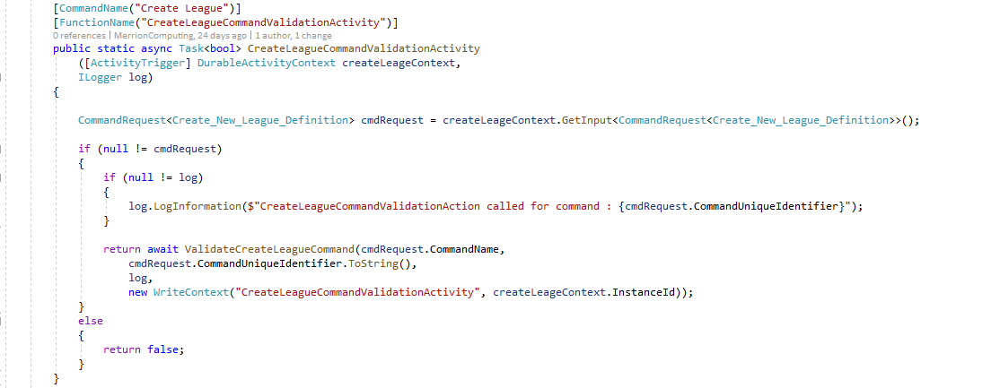 [CommandName("Create League")]
[FunctionName("CreateLeagueCommandValidationActivity")]
0 references | MerrionComputing, 24 days ago | 1 author, 1 change
public static async Task<bool> CreateLeagueCommandValidationActivity
([ActivityTrigger] DurableActivityContext createLeageContext,
ILogger log)
{
CommandRequest<Create_New_League_Definition> cmdRequest = createLeageContext.GetInput<CommandRequest<Create_New_League_Definition>>();
if (null != cmdRequest)
{
if (null != log)
{
log.LogInformation($"CreateLeagueCommandValidationAction called for command : {cmdRequest.CommandUniqueIdentifier}");
}
return await ValidateCreateLeagueCommand(cmdRequest.CommandName,
cmdRequest.CommandUniqueIdentifier.ToString(),
log,
new WriteContext("CreateLeagueCommandValidationActivity", createLeageContext.InstanceId));
}
else
{
return false;
}
}